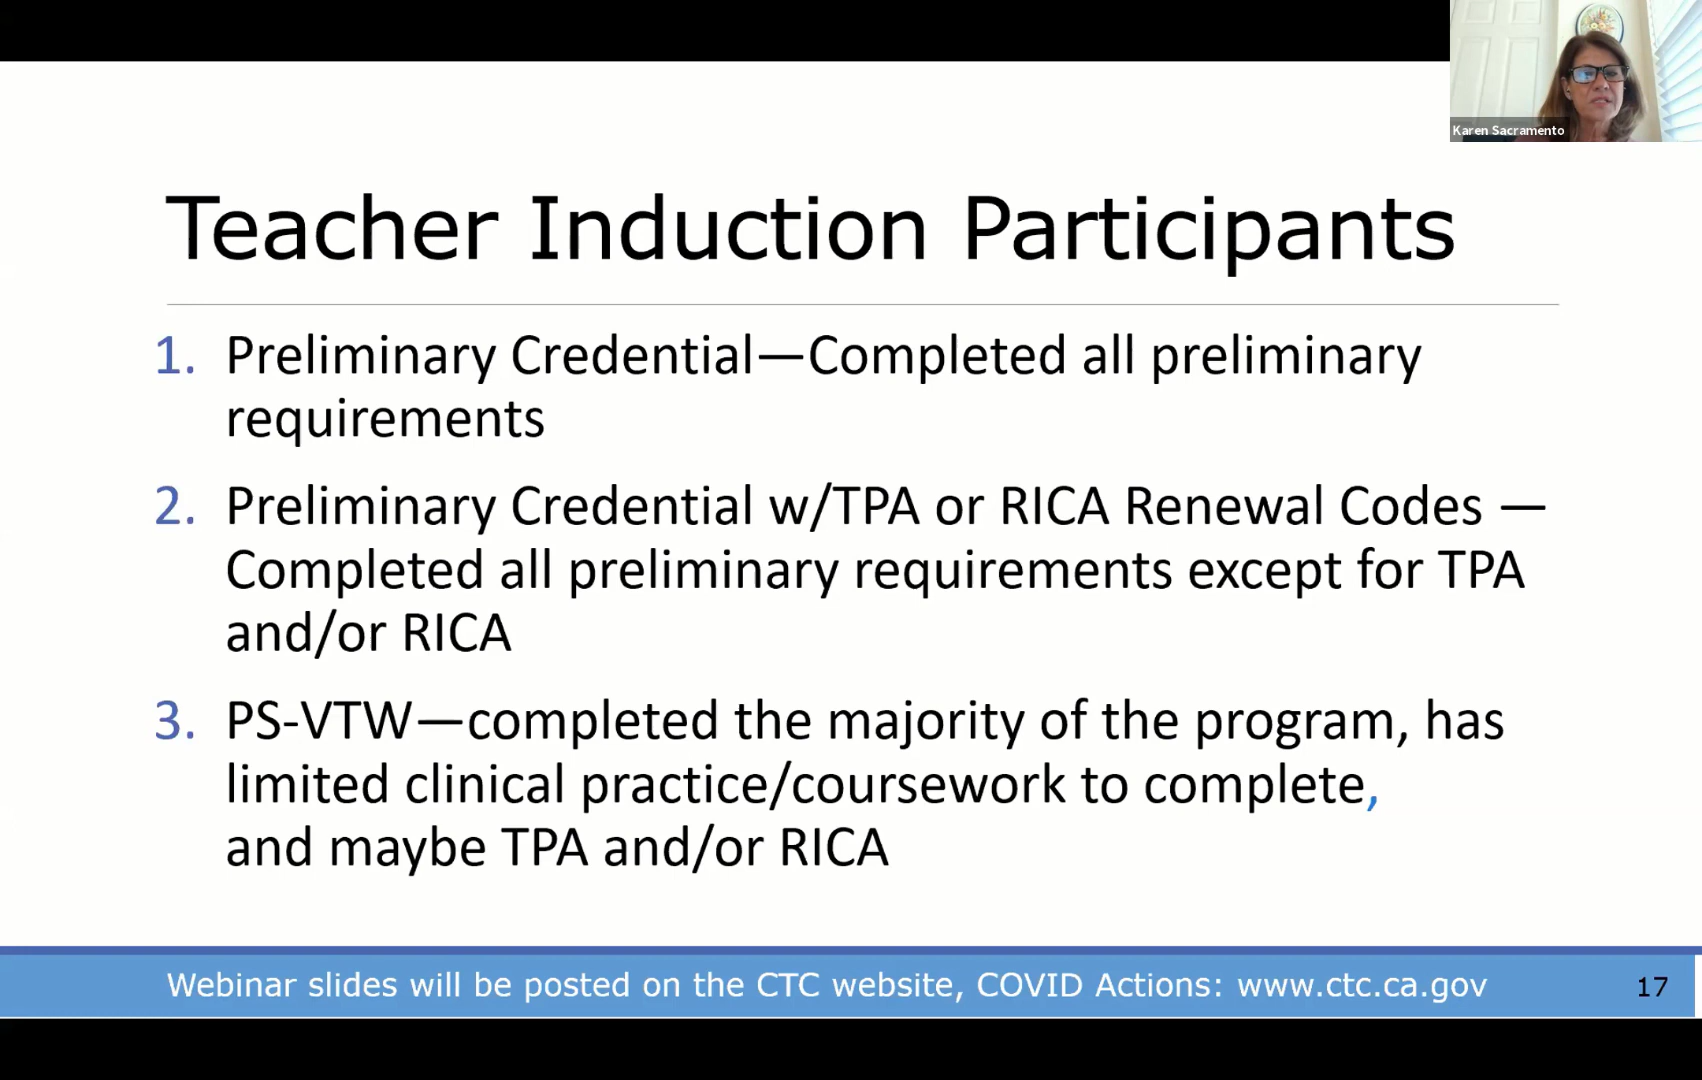 Karen Sacramento
Teacher Induction Participants
1. Preliminary Credential—Completed all preliminary
requirements
2. Preliminary Credential w/TPA or RICA Renewal Codes —
Completed all preliminary requirements except for TPA
and/or RICA
3. PS-VTW—completed the majority of the program, has
limited clinical practice/coursework to complete,
and maybe TPA and/or RICA
Webinar slides will be posted on the CTC website, COVID Actions: www.ctc.ca.gov
17